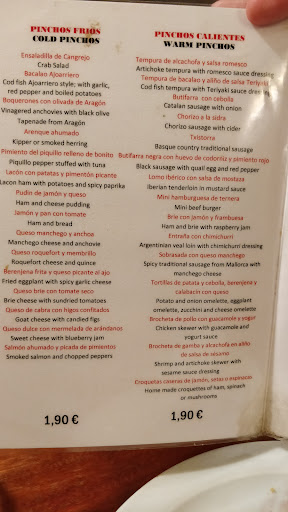 PINCHOS FRIOS
COLD PINCHOS
Ensaladilla de Cangrejo
Crab Salad
Bacalao Ajoarriero
Cod fish Ajoarriero style; with garlic,
red pepper and boiled potatoes
Boquerones con olivada de Aragón
Vinagered anchovies with black olive
Tapenade from Aragón
Arenque ahumado
Kipper or smoked herring
Pimiento del piquillo relleno de bonito
Piquillo pepper stuffed with tuna
Lacón con patatas y pimentón picante
Lacon ham with potatoes and spicy paprika
Pudio de jamón y queso
Ham and cheese pudding
Jamón y pan con tomate
Ham and bread
Queso manchego y anchoa
Manchego cheese and anchovie
Queso roquefort y membrillo
Roquefort cheese and quince
Berenjena frita y queso picante al ajo
Fried eggplant with spicy garlic cheese
Queso brie con tomate seco
Brie cheese with sundried tomatoes
Queso de cabra con higos confitados
Goat cheese with candied figs
Queso dulce con mermelada de arándanos
Sweet cheese with blueberry jam
Salmón ahumado y picada de pimientos
Smoked salmon and chopped peppers
1,90 €
PINCHOS CALIENTES
WARM PINCHOS
Tempura de alcachofa y salsa romesco
Artichoke tempura with romesco sauce dressing
Tempura de bacalao y aliño de salsa Teriyaki
Cod fish tempura with Teriyaki sauce dressing
Butifarra con cebolla
Catalan sausage with onion
Chorizo a la sidra
Chorizo sausage with cider
Txistorra
Basque country traditional sausage
Butifarra negra con huevo de codorniz y pimiento rojo
Black sausage with quail egg and red pepper
Lomo ibérico con salsa de mostaza
Iberian tenderloin in mustard sauce
Mini hamburguesa de ternera
Mini beef burger
Brie con jamón y frambuesa
Ham and brie with raspberry jam
Entraña con chimichurri
Argentinian veal loin with chimichurri dressing
Sobrasada con queso manchego
Spicy traditional sausage from Mallorca with
manchego cheese
Tortillas de patata y cebolla, berenjena y
calabacín con queso
Potato and onion omelette, eggplant
omelette, zucchini and cheese omelette
Brocheta de pollo con guacamole y yogurt
Chicken skewer with guacamole and
yogurt sauce
Brocheta de gamba y alcachofa en aliño
de salsa de sésamo
Shrimp and artichoke skewer with
sesame sauce dressing
Croquetas caseras de jamón, setas o espinacas
Home made croquettes of ham, spinach
or mushrooms
1,90 €